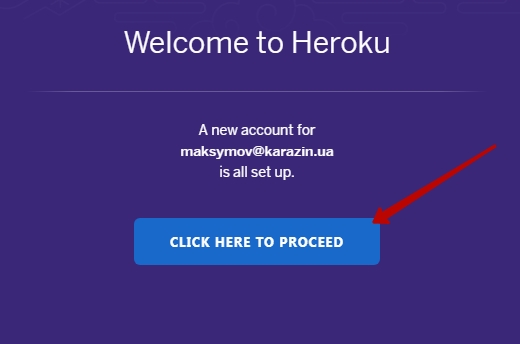 Welcome to Heroku
A new account for
maksymov@karazin.ua
is all set up.
CLICK HERE TO PROCEED